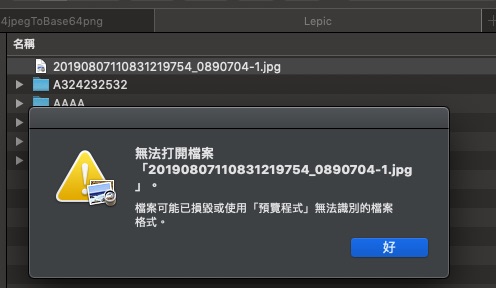 4jpegToBase64png
Lepic
名稱
20190807110831219754_0890704-1.jpg
A324232532
AAAA
無法打開檔案
「20190807110831219754_0890704-1.jpg
」。
檔案可能已損毀或使用「預覽程式」無法識別的檔案
格式。
好